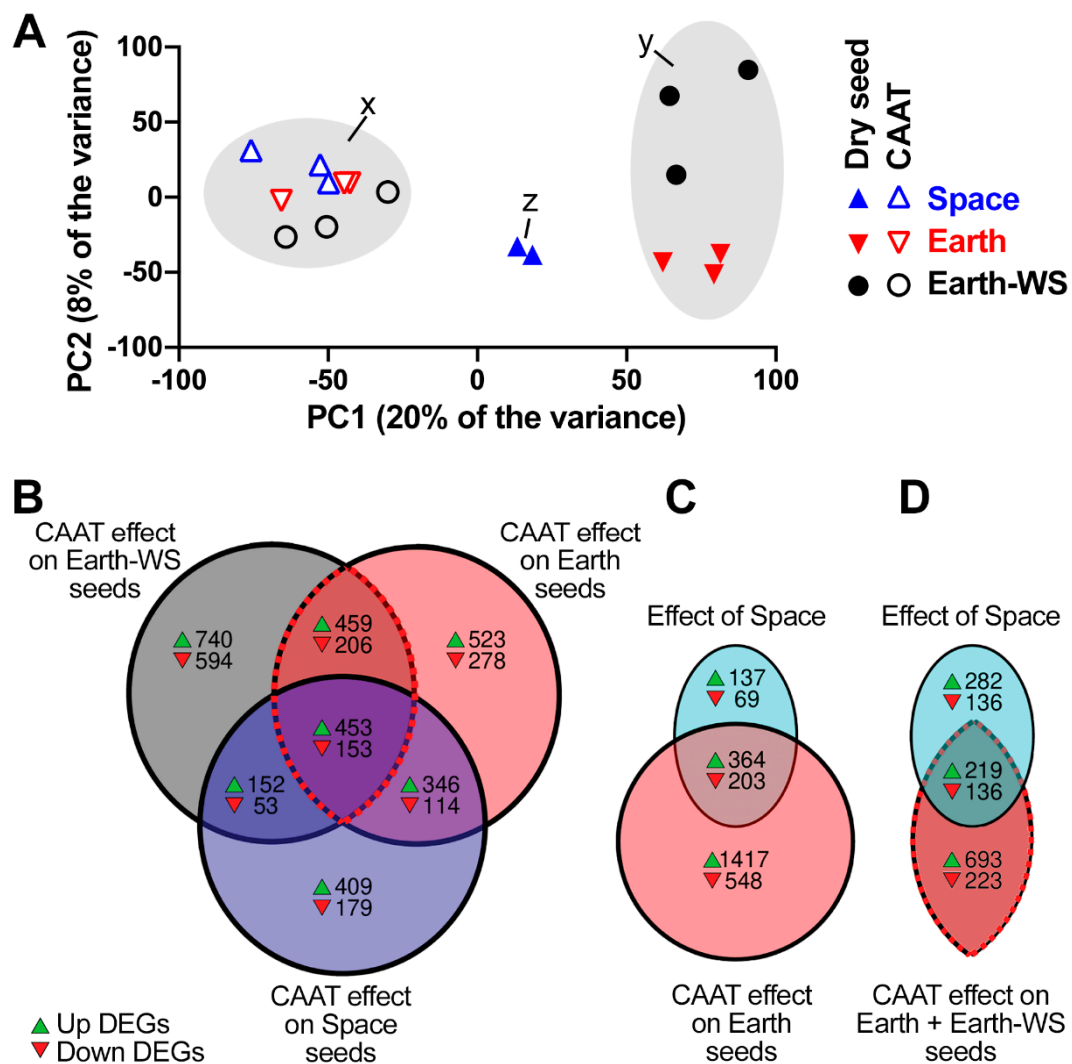 A
PC2 (8% of the variance)
100
50
0
-50
-100
-100
-50
0
50
100
PC1 (20% of the variance)
x
y
z
Dry seed
CAAT
Space
Earth
Earth-WS
B
CAAT effect
on Earth-WS
seeds
CAAT effect
on Earth
seeds
740
594
459
206
523
278
453
153
152
53
346
114
409
179
CAAT effect
on Space
seeds
Up DEGs
Down DEGs
C
Effect of Space
137
69
364
203
1417
548
CAAT effect
on Earth
seeds
D
Effect of Space
282
136
219
136
693
223
CAAT effect on
Earth + Earth-WS
seeds